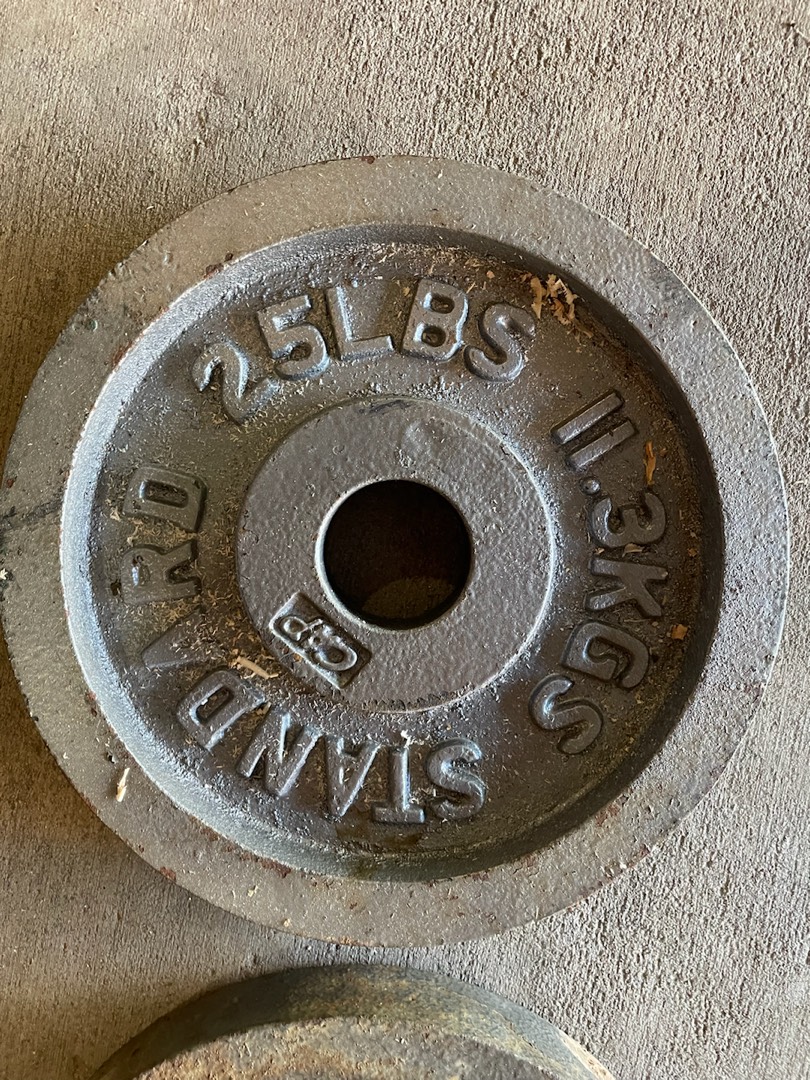 25LBS
11.3KGS
STANDARD
CAP